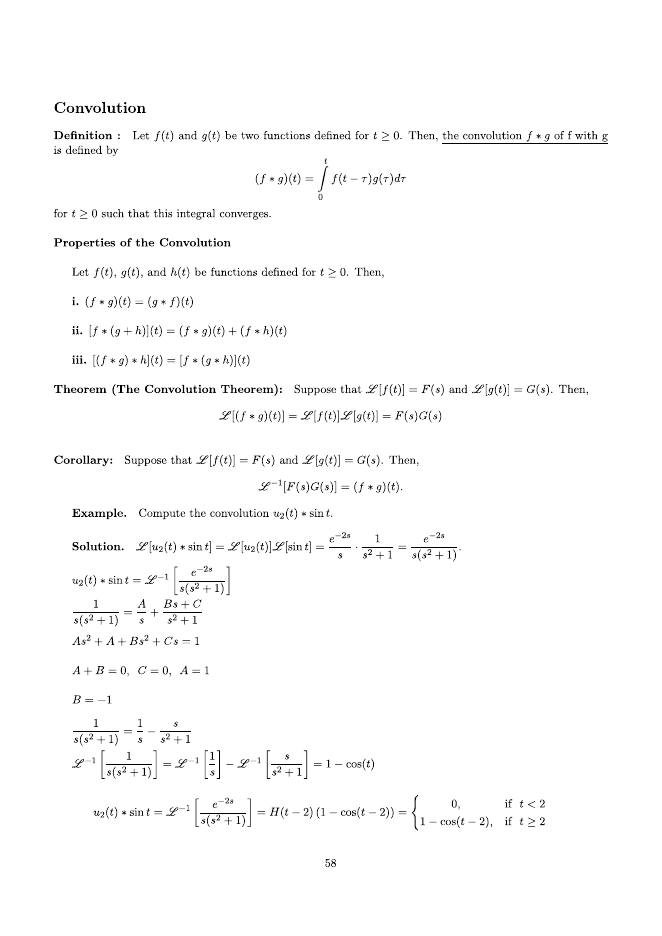 Convolution
Definition : Let f(t) and g(t) be two functions defined for t ≥ 0. Then, the convolution f ∗ g of f with g
is defined by
(f ∗ g)(t) = ∫₀ᵗ f(t − τ)g(τ)dτ
for t ≥ 0 such that this integral converges.
Properties of the Convolution
Let f(t), g(t), and h(t) be functions defined for t ≥ 0. Then,
i. (f ∗ g)(t) = (g ∗ f)(t)
ii. [f ∗ (g + h)](t) = (f ∗ g)(t) + (f ∗ h)(t)
iii. [(f ∗ g) ∗ h](t) = [f ∗ (g ∗ h)](t)
Theorem (The Convolution Theorem): Suppose that ℒ[f(t)] = F(s) and ℒ[g(t)] = G(s). Then,
ℒ[(f ∗ g)(t)] = ℒ[f(t)]ℒ[g(t)] = F(s)G(s)
Corollary: Suppose that ℒ[f(t)] = F(s) and ℒ[g(t)] = G(s). Then,
ℒ⁻¹[F(s)G(s)] = (f ∗ g)(t).
Example. Compute the convolution u₂(t) ∗ sin t.
Solution. ℒ[u₂(t) ∗ sin t] = ℒ[u₂(t)]ℒ[sin t] = e^{−2s}/s · 1/(s² + 1) = e^{−2s}/(s(s² + 1)).
u₂(t) ∗ sin t = ℒ⁻¹[e^{−2s}/(s(s² + 1))]
1/(s(s² + 1)) = A/s + (Bs + C)/(s² + 1)
As² + A + Bs² + Cs = 1
A + B = 0, C = 0, A = 1
B = −1
1/(s(s² + 1)) = 1/s − s/(s² + 1)
ℒ⁻¹[1/(s(s² + 1))] = ℒ⁻¹[1/s] − ℒ⁻¹[s/(s² + 1)] = 1 − cos(t)
u₂(t) ∗ sin t = ℒ⁻¹[e^{−2s}/(s(s² + 1))] = H(t − 2) (1 − cos(t − 2)) = { 0, if t < 2
1 − cos(t − 2), if t ≥ 2
58